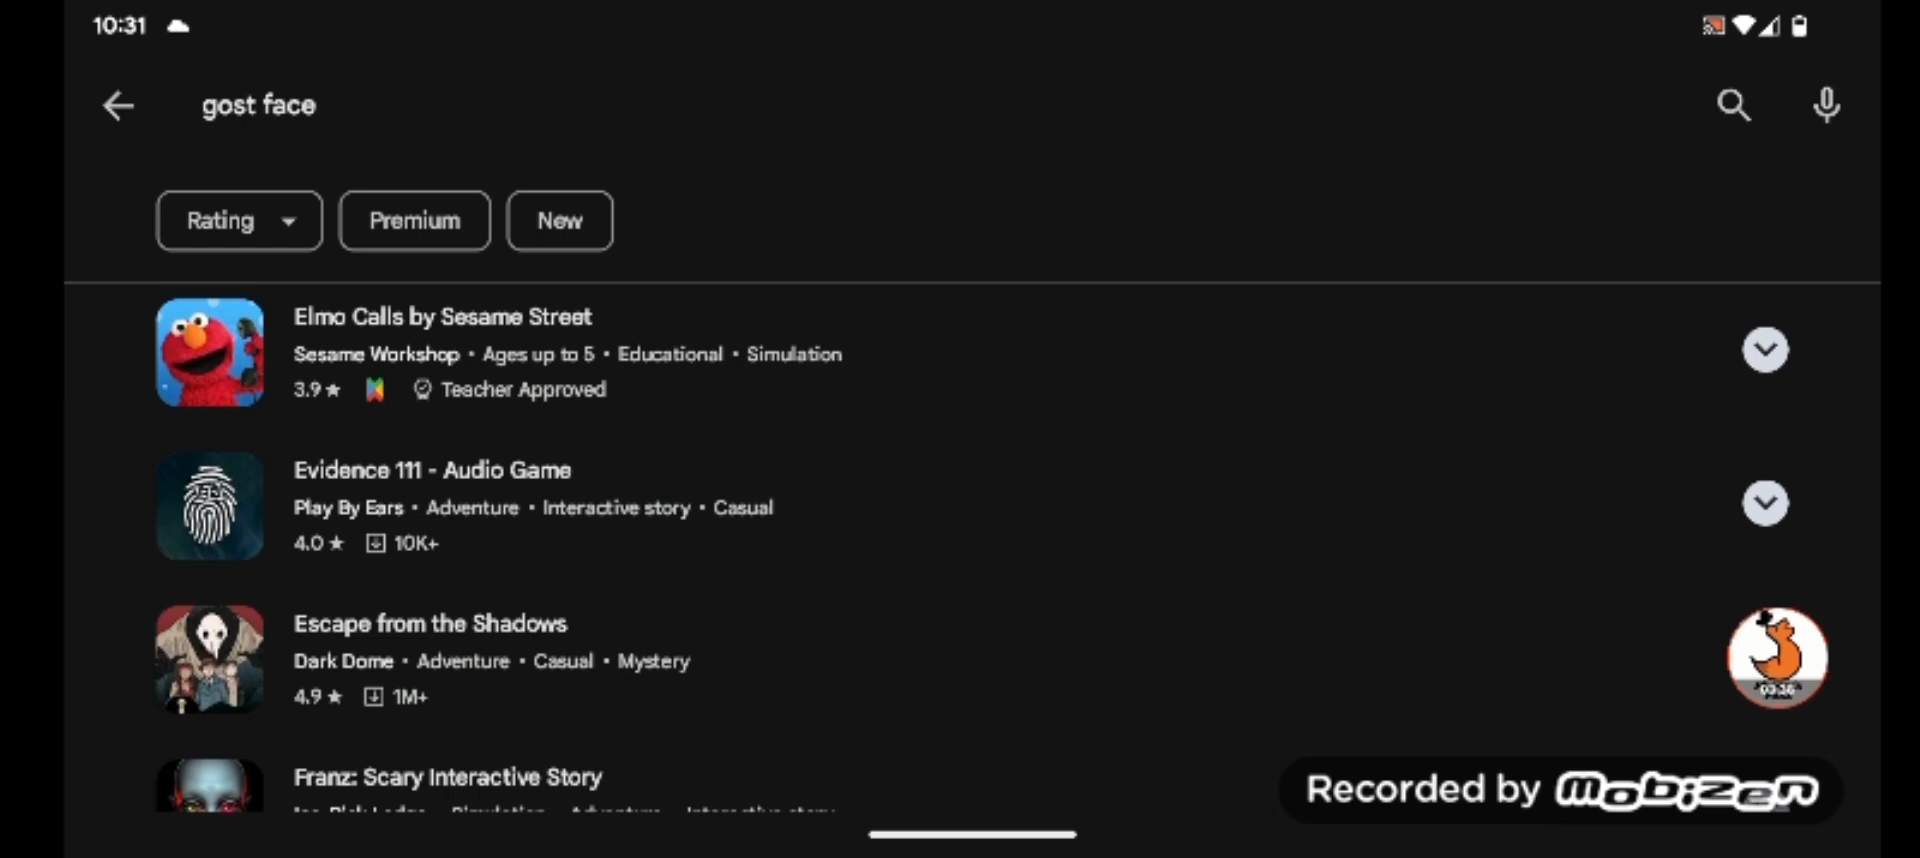 10:31
gost face
Rating
Premium
New
Elmo Calls by Sesame Street
Sesame Workshop • Ages up to 5 • Educational • Simulation
3.9★ Teacher Approved
Evidence 111 - Audio Game
Play By Ears • Adventure • Interactive story • Casual
4.0 ★ 10K+
Escape from the Shadows
Dark Dome • Adventure • Casual • Mystery
4.9 ★ 1M+
Franz: Scary Interactive Story
Recorded by mobizen